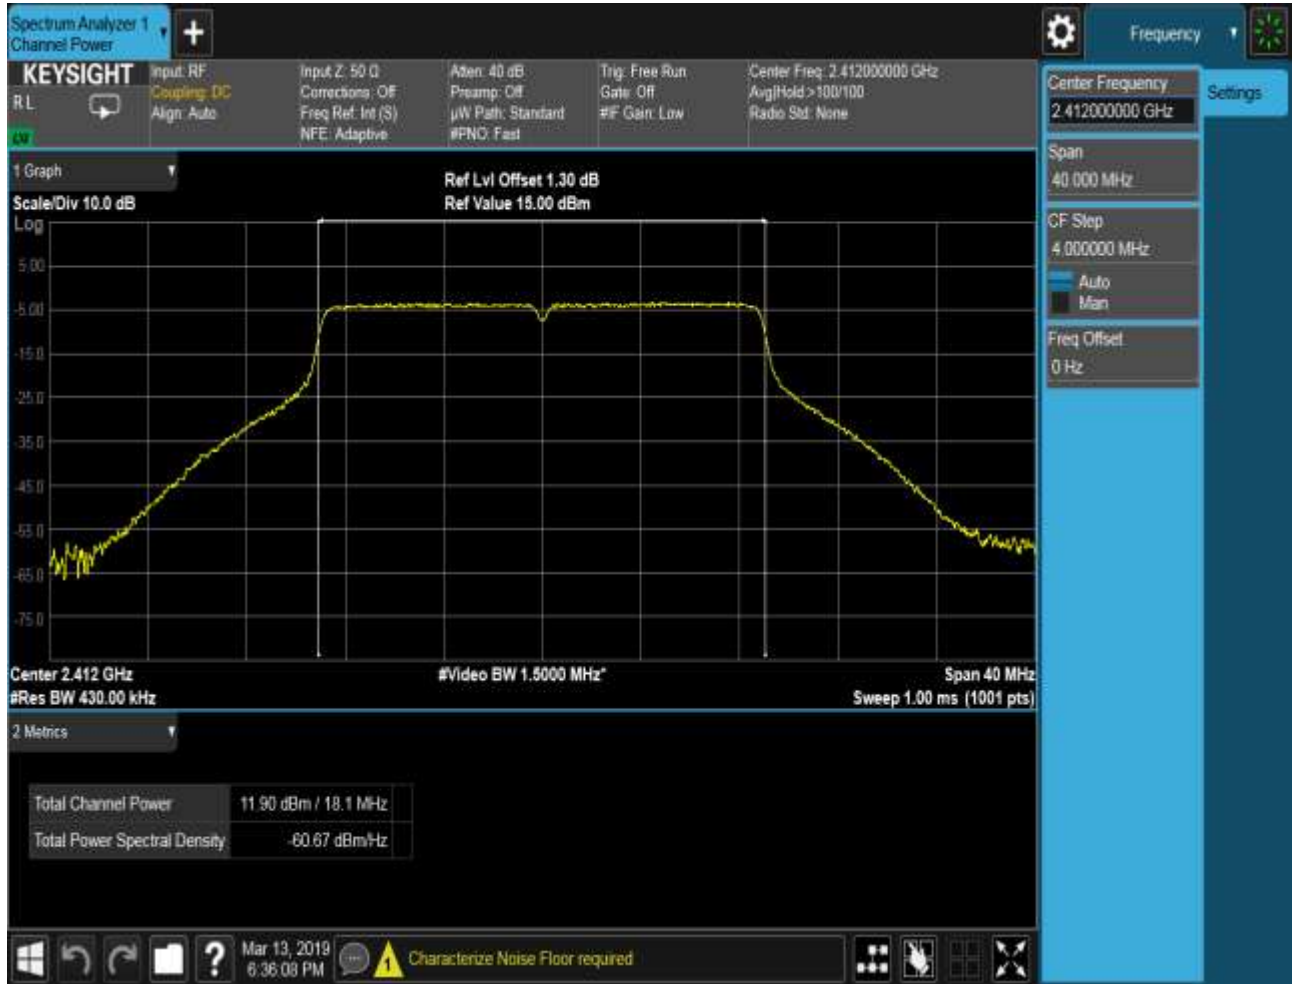 Spectrum Analyzer 1
Channel Power
Frequency
KEYSIGHT
RL
Input: RF
Coupling: DC
Align: Auto
Input Z: 50 Ω
Corrections: Off
Freq Ref: Int (S)
NFE: Adaptive
Atten: 40 dB
Preamp: Off
µW Path: Standard
#PNO: Fast
Trig: Free Run
Gate: Off
#IF Gain: Low
Center Freq: 2.412000000 GHz
Avg|Hold:>100/100
Radio Std: None
Center Frequency
2.412000000 GHz
Settings
Span
40.000 MHz
CF Step
4.000000 MHz
Auto
Man
Freq Offset
0 Hz
1 Graph
Scale/Div 10.0 dB
Ref Lvl Offset 1.30 dB
Ref Value 15.00 dBm
Log
5.00
-5.00
-15.0
-25.0
-35.0
-45.0
-55.0
-65.0
-75.0
Center 2.412 GHz
#Video BW 1.5000 MHz*
Span 40 MHz
#Res BW 430.00 kHz
Sweep 1.00 ms (1001 pts)
2 Metrics
Total Channel Power 11.90 dBm / 18.1 MHz
Total Power Spectral Density -60.67 dBm/Hz
Mar 13, 2019
6:36:08 PM
1
Characterize Noise Floor required